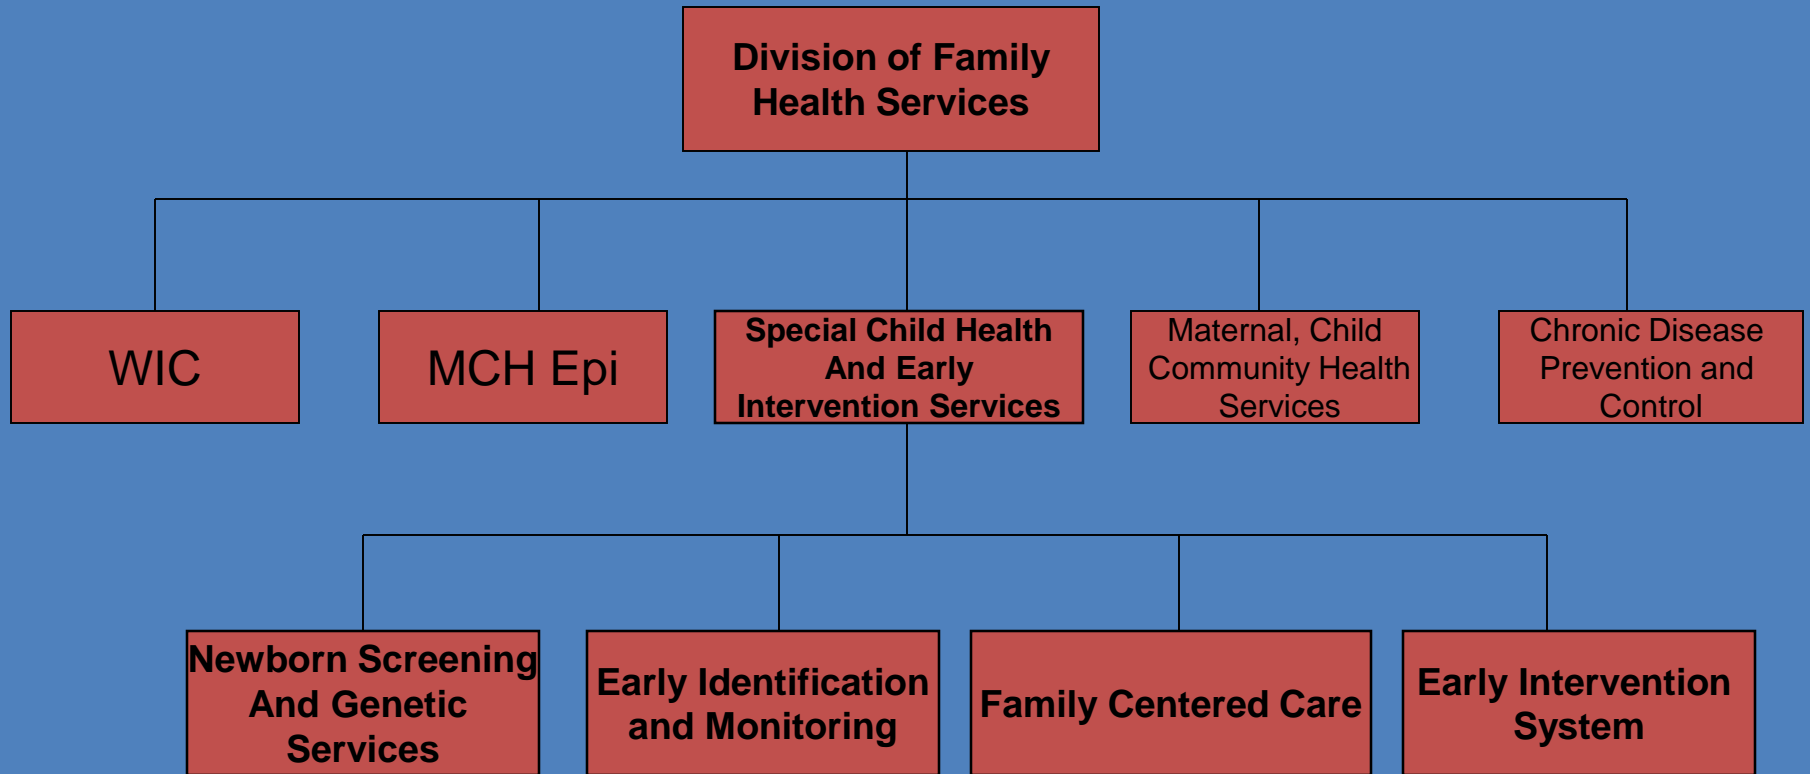 Division of Family
Health Services
WIC
MCH Epi
Special Child Health
And Early
Intervention Services
Maternal, Child
Community Health
Services
Chronic Disease
Prevention and
Control
Newborn Screening
And Genetic
Services
Early Identification
and Monitoring
Family Centered Care
Early Intervention
System